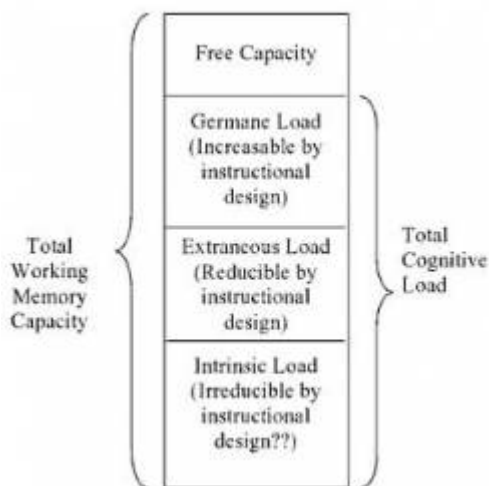 Free Capacity
Germane Load
(Increasable by
instructional
design)
Total
Working
Memory
Capacity
Extraneous Load
(Reducible by
instructional
design)
Total
Cognitive
Load
Intrinsic Load
(Irreducible by
instructional
design??)